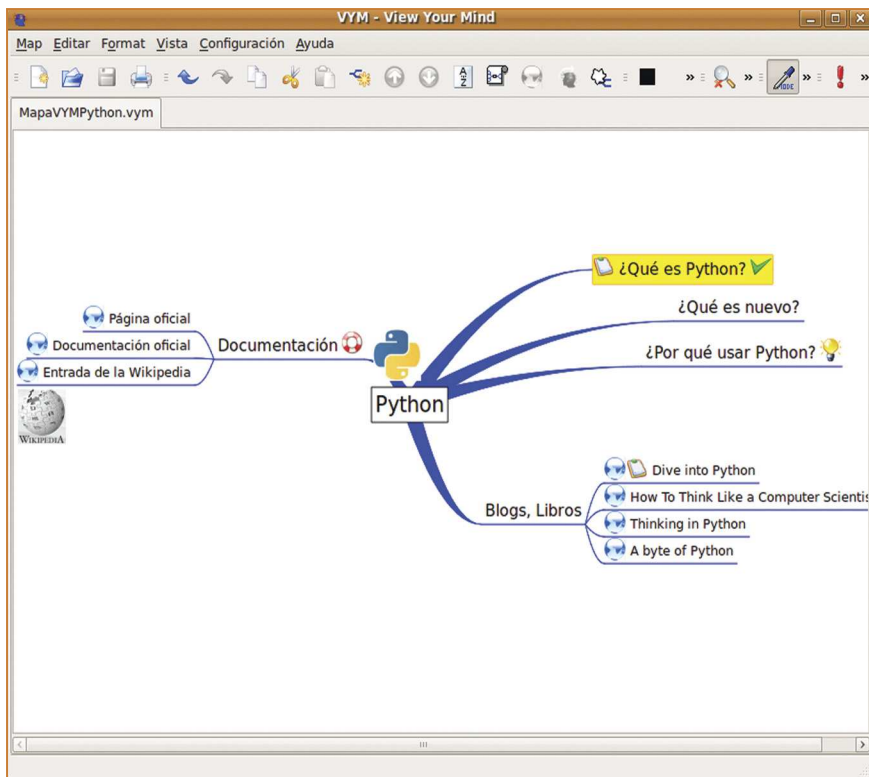 VYM - View Your Mind
Map Editar Format Vista Configuración Ayuda
MapaVYMPython.vym
¿Qué es Python?
¿Qué es nuevo?
¿Por qué usar Python?
Página oficial
Documentación oficial
Entrada de la Wikipedia
WIKIPEDIA
Documentación
Python
Blogs, Libros
Dive into Python
How To Think Like a Computer Scientis
Thinking in Python
A byte of Python